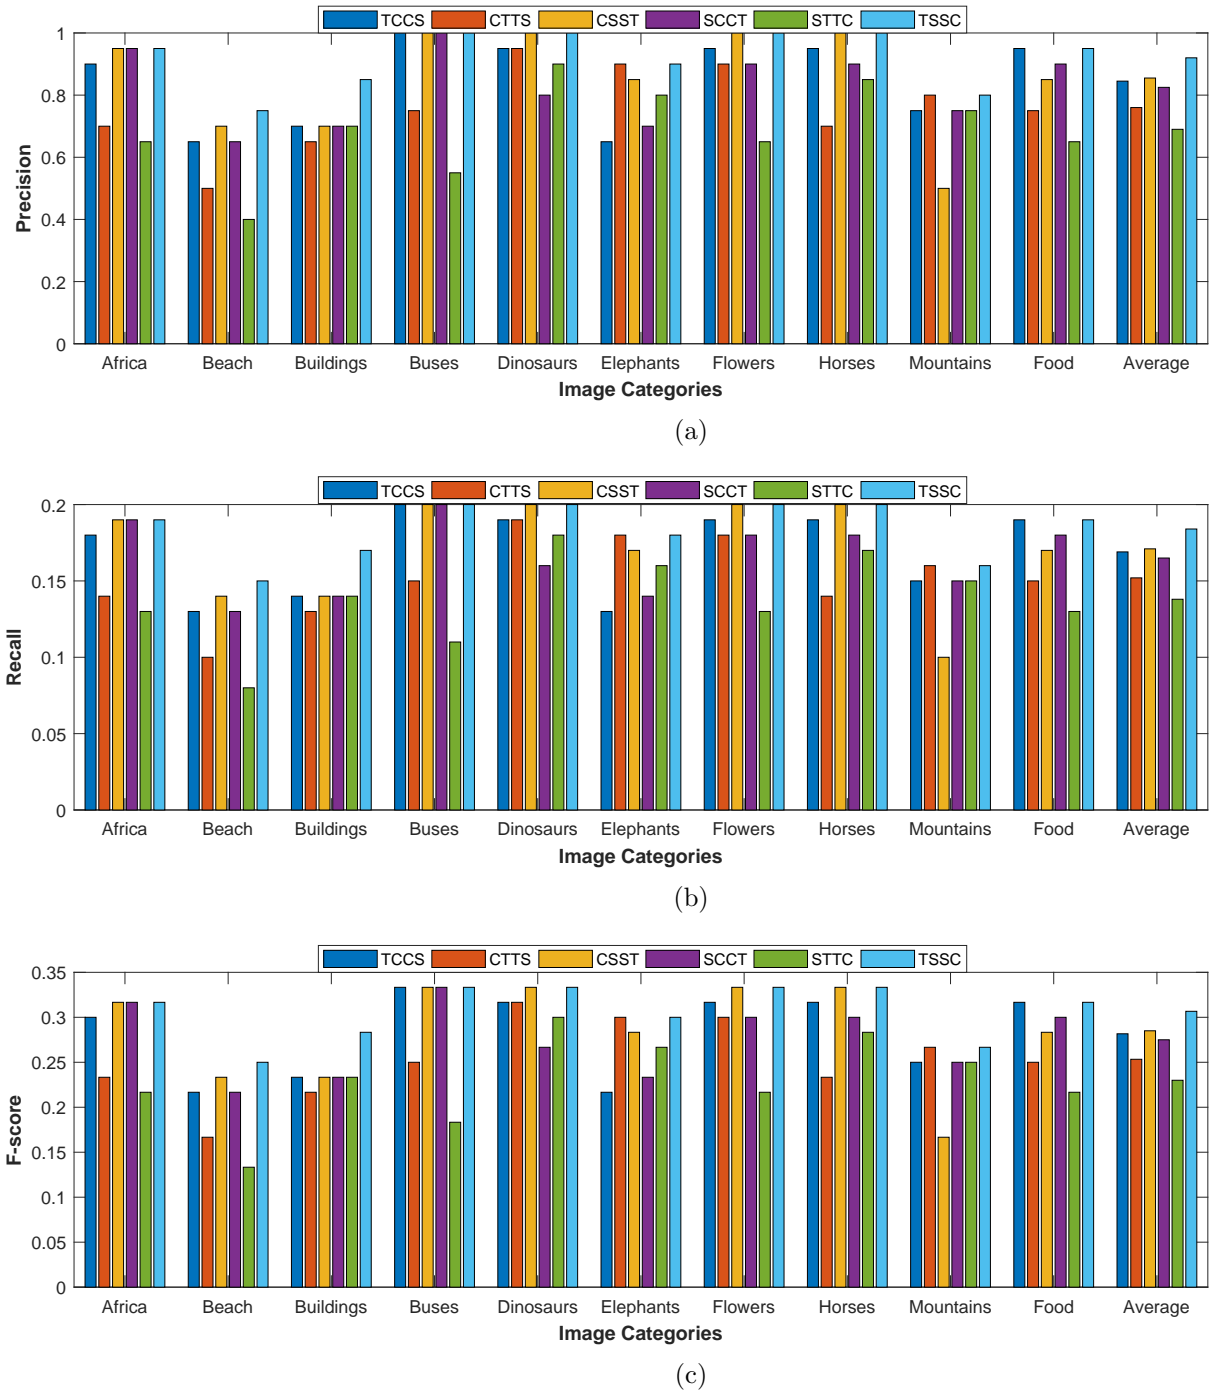 TCCS CTTS CSST SCCT STTC TSSC
1
0.8
0.6
0.4
0.2
0
Precision
Africa Beach Buildings Buses Dinosaurs Elephants Flowers Horses Mountains Food Average
Image Categories
(a)
TCCS CTTS CSST SCCT STTC TSSC
0.2
0.15
0.1
0.05
0
Recall
Africa Beach Buildings Buses Dinosaurs Elephants Flowers Horses Mountains Food Average
Image Categories
(b)
TCCS CTTS CSST SCCT STTC TSSC
0.35
0.3
0.25
0.2
0.15
0.1
0.05
0
F-score
Africa Beach Buildings Buses Dinosaurs Elephants Flowers Horses Mountains Food Average
Image Categories
(c)